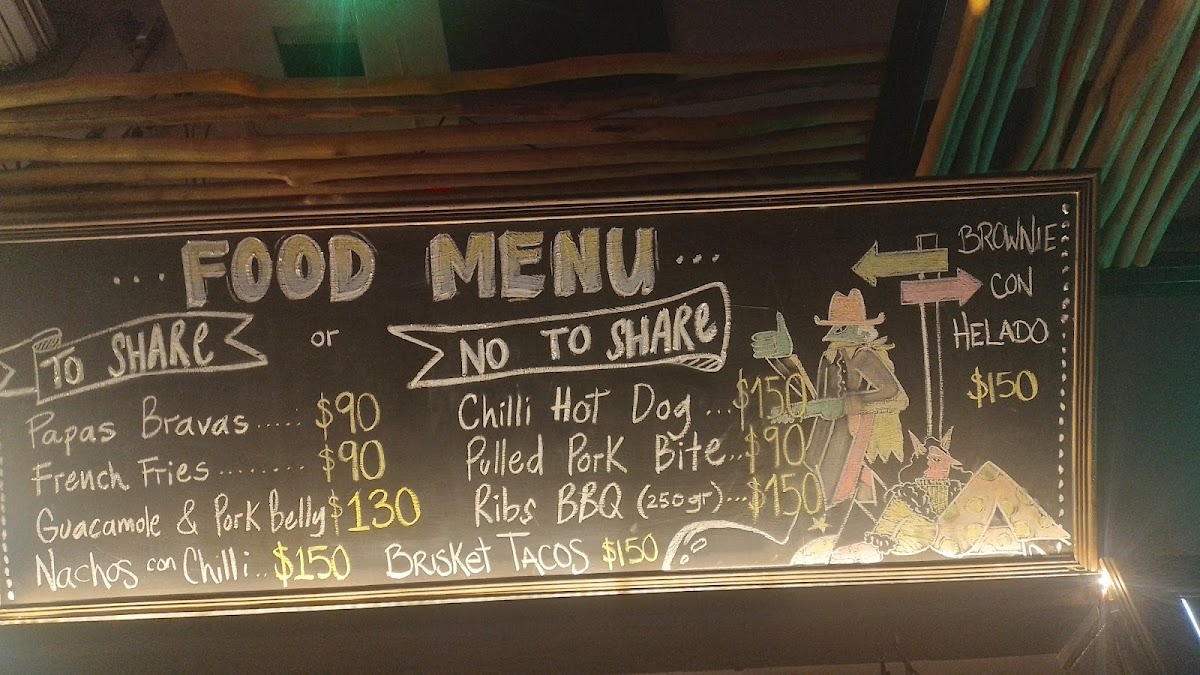 ... FOOD MENU ...
TO SHARE
or
NO TO SHARE
Papas Bravas ..... $90
French Fries ........ $90
Guacamole & Pork Belly $130
Nachos con Chilli .. $150
Chilli Hot Dog ... $150
Pulled Pork Bite .. $90
Ribs BBQ (250gr) ... $150
Brisket Tacos $150
BROWNIE
CON
HELADO
$150